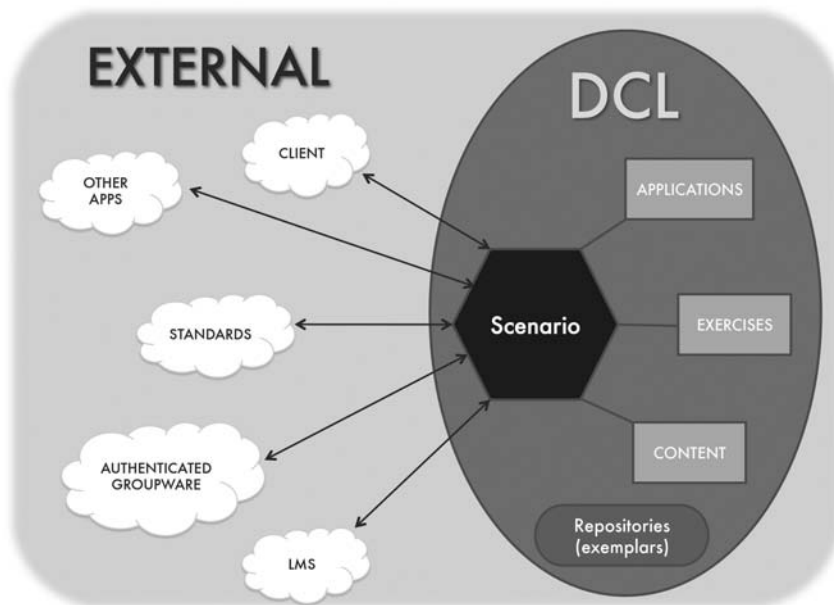 EXTERNAL
DCL
CLIENT
OTHER
APPS
APPLICATIONS
STANDARDS
Scenario
EXERCISES
AUTHENTICATED
GROUPWARE
CONTENT
LMS
Repositories
(exemplars)